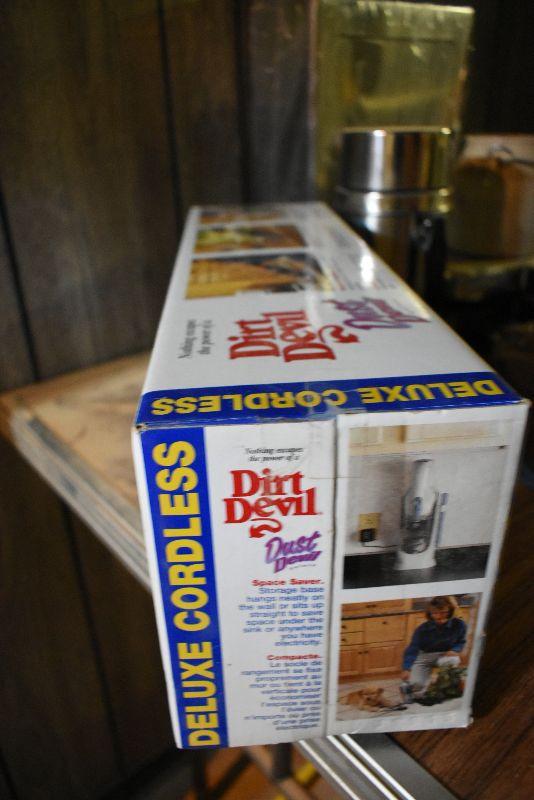 Nothing escapes
the power of a
Dirt
Devil
Dust
DELUXE CORDLESS
DELUXE CORDLESS
Nothing escapes
the power of a
Dirt
Devil
Dust
Devil
Space Saver.
Storage base
hangs neatly on
the wall or sits up
straight to save
space under the
sink or anywhere
you have
electricity.
Compacte.
Le socle de
rangement se fixe
proprement au
mur ou tient à la
verticale pour
économiser
l'espace sous
l'évier ou
n'importe où près
d'une prise
électrique.